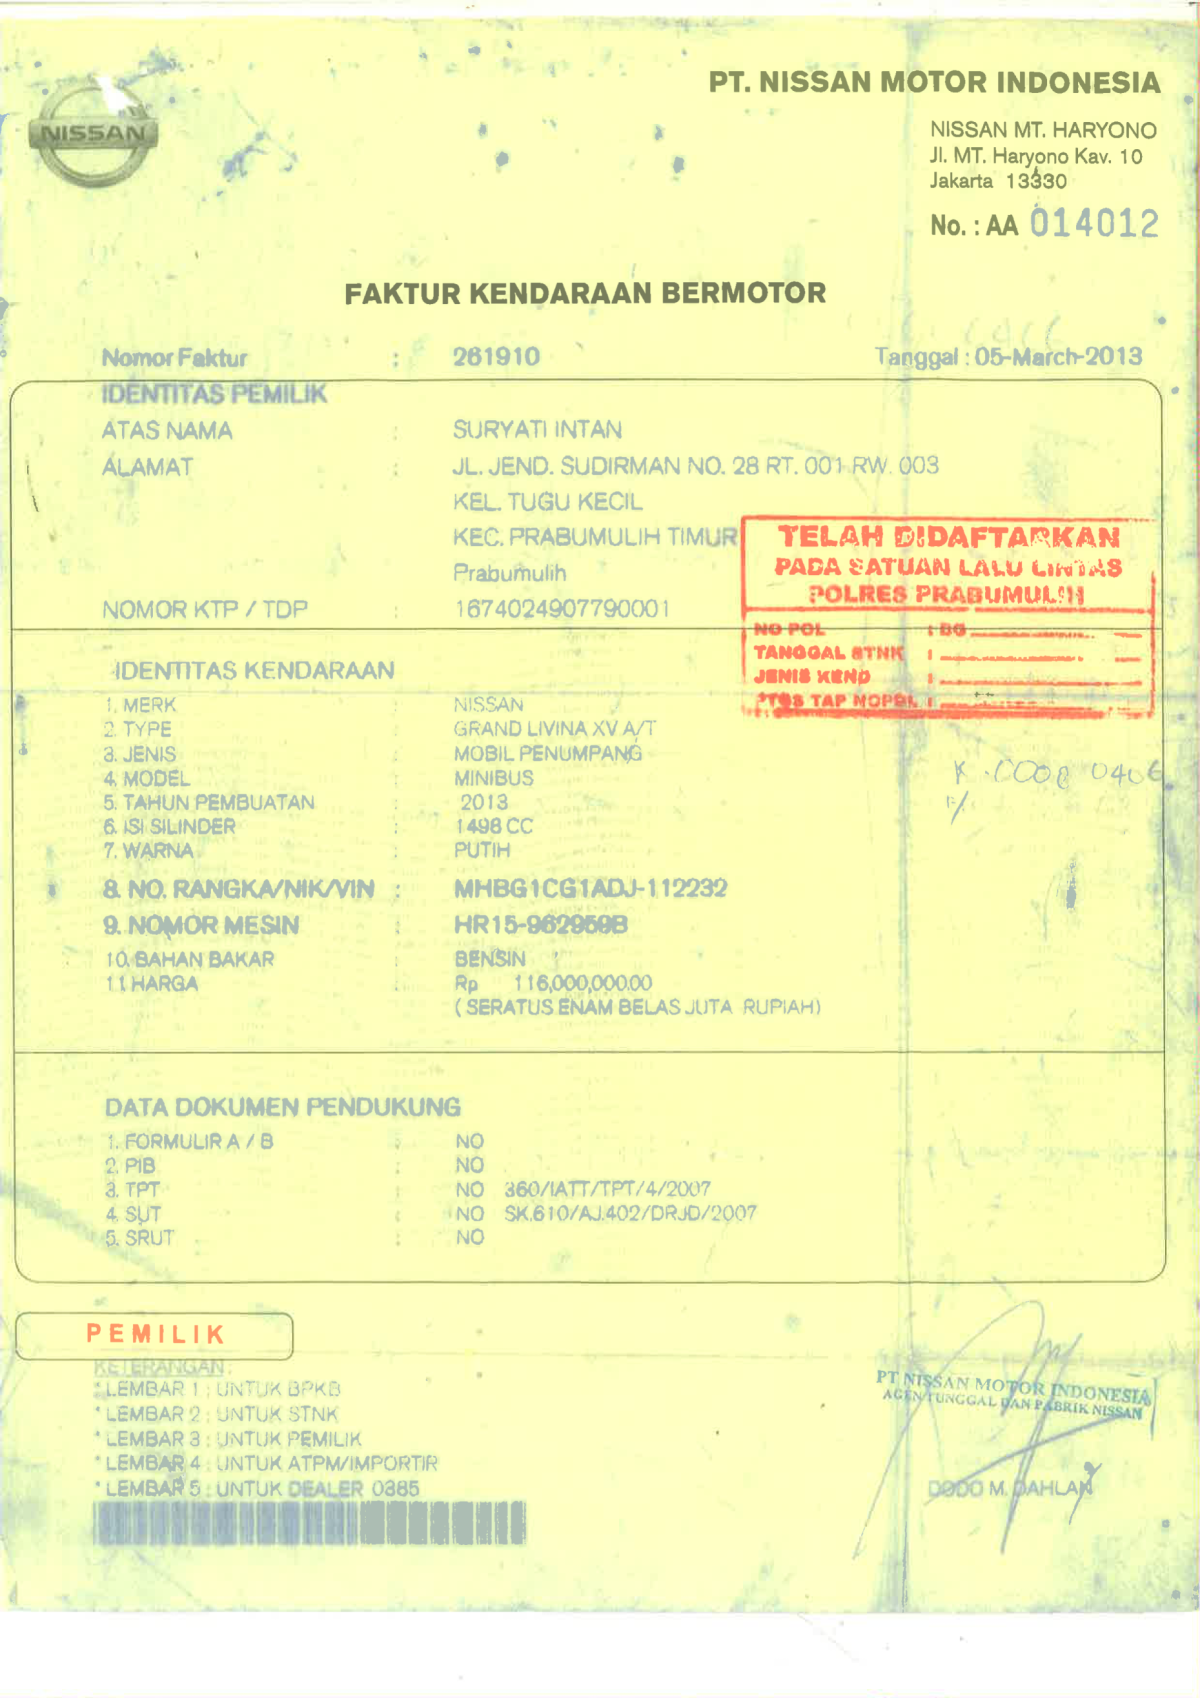 NISSAN
PT. NISSAN MOTOR INDONESIA
NISSAN MT. HARYONO
Jl. MT. Haryono Kav. 10
Jakarta 13330
No. : AA 014012
FAKTUR KENDARAAN BERMOTOR
Nomor Faktur : 261910 Tanggal : 05-March-2013
IDENTITAS PEMILIK
ATAS NAMA : SURYATI INTAN
ALAMAT : JL. JEND. SUDIRMAN NO. 28 RT. 001 RW. 003
KEL. TUGU KECIL
KEC. PRABUMULIH TIMUR
Prabumulih
NOMOR KTP / TDP : 1674024907790001
TELAH DIDAFTARKAN
PADA SATUAN LALU LINTAS
POLRES PRABUMULIH
NO POL : BG
TANGGAL STNK :
JENIS KEND :
TAP NOPOL :
IDENTITAS KENDARAAN
1. MERK NISSAN
2. TYPE : GRAND LIVINA XV A/T
3. JENIS : MOBIL PENUMPANG
4. MODEL : MINIBUS
5. TAHUN PEMBUATAN : 2013
6. ISI SILINDER : 1498 CC
7. WARNA : PUTIH
8. NO. RANGKA/NIK/VIN : MHBG1CG1ADJ-112232
9. NOMOR MESIN : HR15-962959B
10. BAHAN BAKAR : BENSIN
11. HARGA : Rp 116,000,000.00
( SERATUS ENAM BELAS JUTA RUPIAH)
DATA DOKUMEN PENDUKUNG
1. FORMULIR A / B : NO
2. PIB : NO
3. TPT : NO 360/IATT/TPT/4/2007
4. SUT : NO SK.610/AJ.402/DRJD/2007
5. SRUT : NO
PEMILIK
KETERANGAN :
* LEMBAR 1 : UNTUK BPKB
* LEMBAR 2 : UNTUK STNK
* LEMBAR 3 : UNTUK PEMILIK
* LEMBAR 4 : UNTUK ATPM/IMPORTIR
* LEMBAR 5 : UNTUK DEALER 0385
PT NISSAN MOTOR INDONESIA
AGEN TUNGGAL DAN PABRIK NISSAN
DODO M. DAHLAN